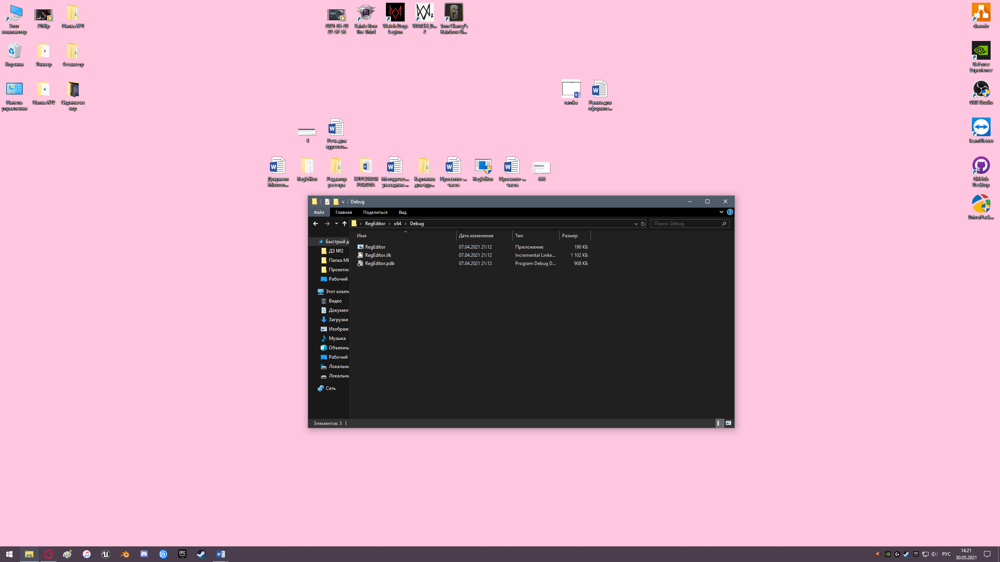 Этот
компьютер
2160p
Папка №1
2021-05-28
22-57-56
Saints Row
The Third
Watch Dogs
Legion
WATCH_D...
2
Tom Clancy's
Rainbow Si...
draw.io
Корзина
Универ
4 семестр
GeForce
Experience
Панель
управления
Папка №2
Скрины из
игр
ramka
Рамки для
оформле...
OBS Studio
4
Речь для
курсово...
TeamViewer
Документ
Microso...
RegEditor
Редактор
реестра
КУРСОВАЯ
РАБОТА
Методичес...
указадния ...
Картинки
для кур...
Проектно-...
часть
RegEditor
Проектно-...
часть
666
GitHub
Desktop
DriverPack...
Debug
Файл
Главная
Поделиться
Вид
RegEditor
x64
Debug
Поиск: Debug
Имя
Дата изменения
Тип
Размер
RegEditor 07.04.2021 21:12 Приложение 190 КБ
RegEditor.ilk 07.04.2021 21:12 Incremental Linke... 1 102 КБ
RegEditor.pdb 07.04.2021 21:12 Program Debug D... 908 КБ
Быстрый д
ДЗ №2
Папка
Проектно
Рабочий
Этот компь
Видео
Документ
Загрузки
Изображ
Музыка
Объемны
Рабочий
Локальны
Локальны
Сеть
Элементов: 3
EPIC
GAMES
РУС
14:21
30.05.2021